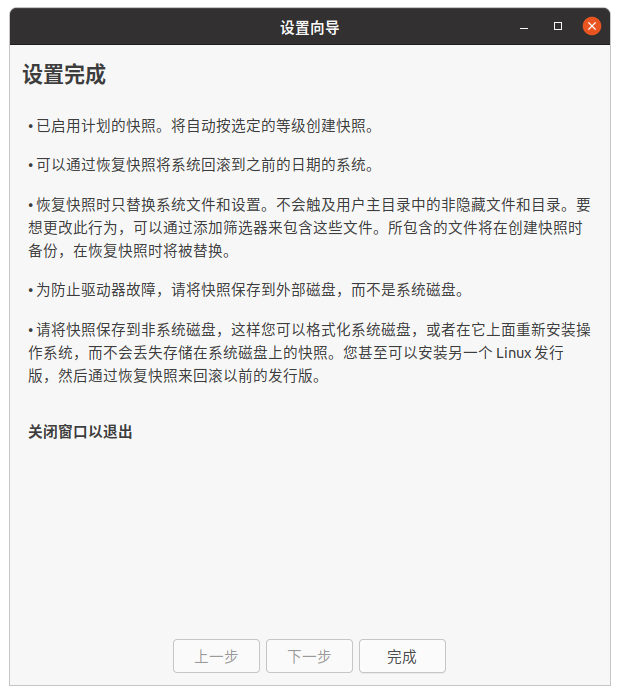 设置向导
设置完成
• 已启用计划的快照。将自动按选定的等级创建快照。
• 可以通过恢复快照将系统回滚到之前的日期的系统。
• 恢复快照时只替换系统文件和设置。不会触及用户主目录中的非隐藏文件和目录。要
想更改此行为，可以通过添加筛选器来包含这些文件。所包含的文件将在创建快照时
备份，在恢复快照时将被替换。
• 为防止驱动器故障，请将快照保存到外部磁盘，而不是系统磁盘。
• 请将快照保存到非系统磁盘，这样您可以格式化系统磁盘，或者在它上面重新安装操
作系统，而不会丢失存储在系统磁盘上的快照。您甚至可以安装另一个 Linux 发行
版，然后通过恢复快照来回滚以前的发行版。
关闭窗口以退出
上一步 下一步 完成